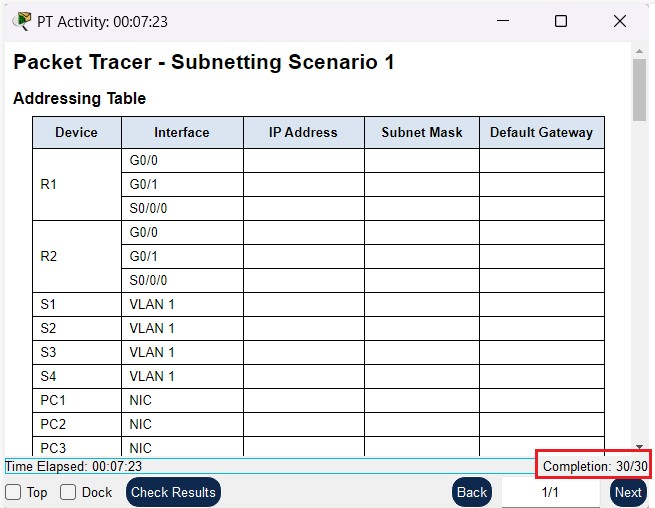 PT Activity: 00:07:23
Packet Tracer - Subnetting Scenario 1
Addressing Table
Device Interface IP Address Subnet Mask Default Gateway
R1
G0/0
G0/1
S0/0/0
R2
G0/0
G0/1
S0/0/0
S1 VLAN 1
S2 VLAN 1
S3 VLAN 1
S4 VLAN 1
PC1 NIC
PC2 NIC
PC3 NIC
Time Elapsed: 00:07:23 Completion: 30/30
Top Dock Check Results Back 1/1 Next